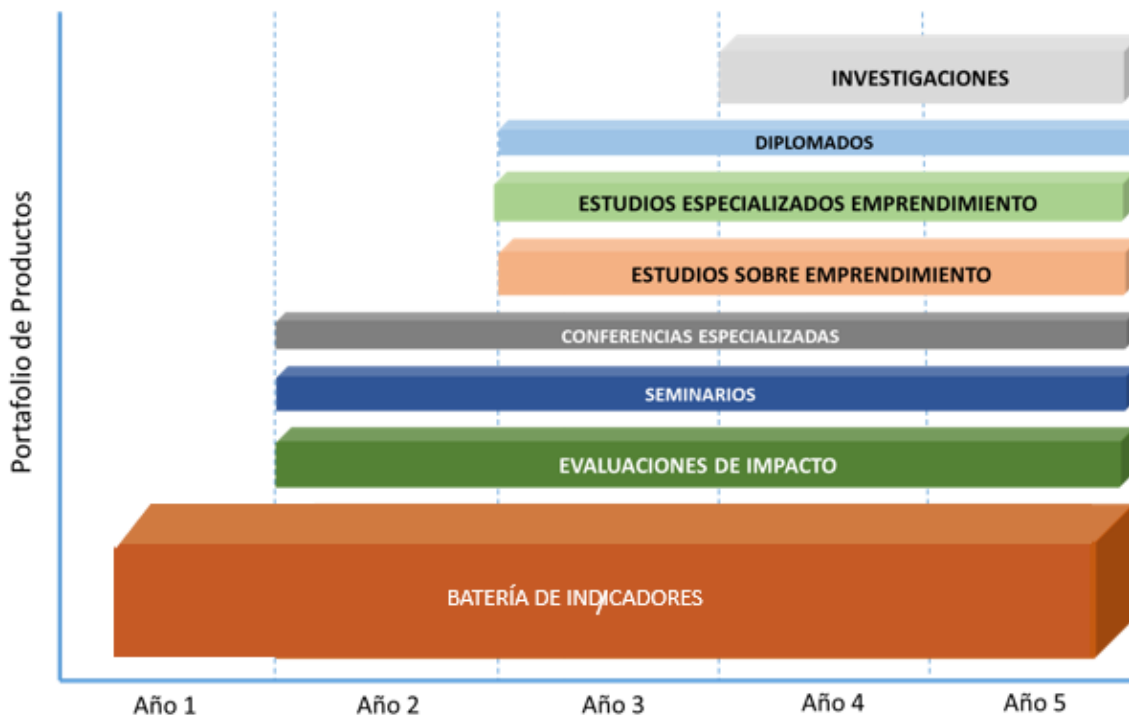 Portafolio de Productos
INVESTIGACIONES
DIPLOMADOS
ESTUDIOS ESPECIALIZADOS EMPRENDIMIENTO
ESTUDIOS SOBRE EMPRENDIMIENTO
CONFERENCIAS ESPECIALIZADAS
SEMINARIOS
EVALUACIONES DE IMPACTO
BATERÍA DE INDICADORES
Año 1 Año 2 Año 3 Año 4 Año 5